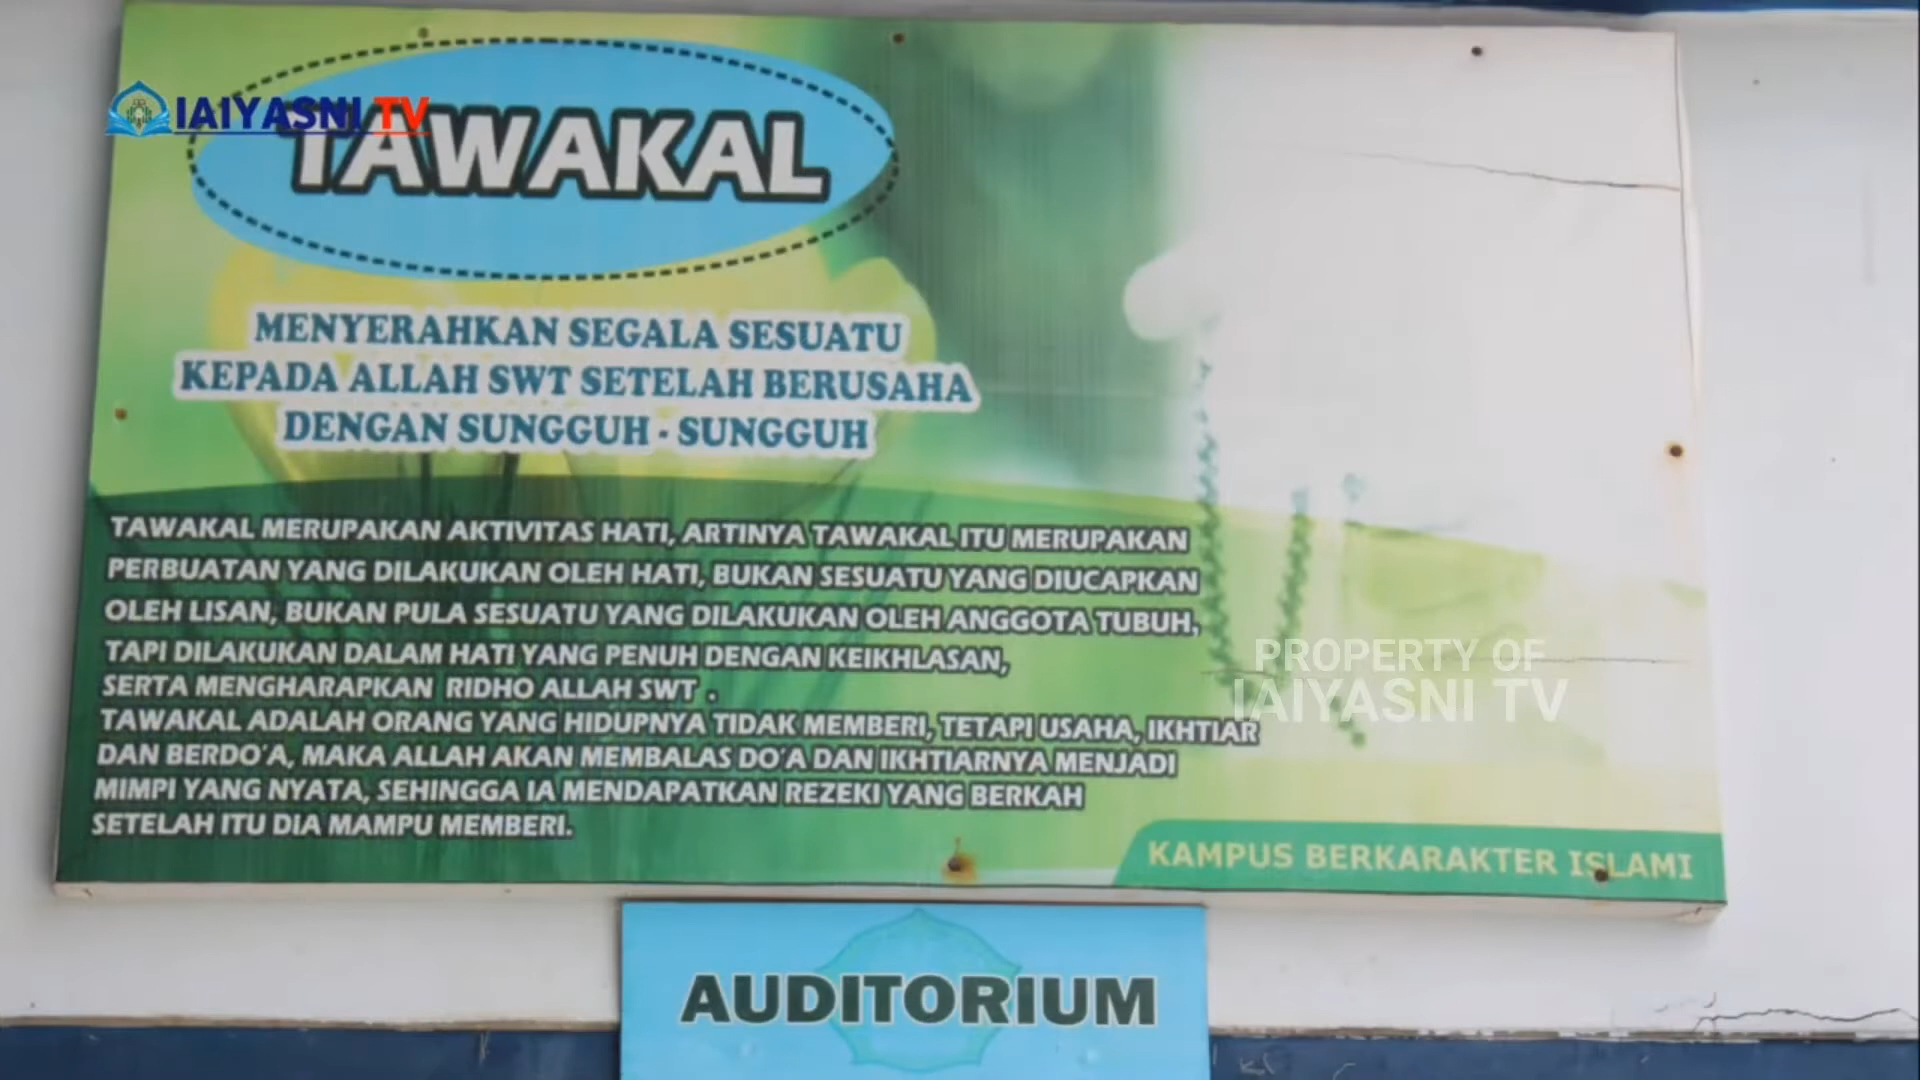 IAIYASNI TV
TAWAKAL
MENYERAHKAN SEGALA SESUATU
KEPADA ALLAH SWT SETELAH BERUSAHA
DENGAN SUNGGUH - SUNGGUH
TAWAKAL MERUPAKAN AKTIVITAS HATI, ARTINYA TAWAKAL ITU MERUPAKAN
PERBUATAN YANG DILAKUKAN OLEH HATI, BUKAN SESUATU YANG DIUCAPKAN
OLEH LISAN, BUKAN PULA SESUATU YANG DILAKUKAN OLEH ANGGOTA TUBUH,
TAPI DILAKUKAN DALAM HATI YANG PENUH DENGAN KEIKHLASAN,
SERTA MENGHARAPKAN RIDHO ALLAH SWT .
TAWAKAL ADALAH ORANG YANG HIDUPNYA TIDAK MEMBERI, TETAPI USAHA, IKHTIAR
DAN BERDO'A, MAKA ALLAH AKAN MEMBALAS DO'A DAN IKHTIARNYA MENJADI
MIMPI YANG NYATA, SEHINGGA IA MENDAPATKAN REZEKI YANG BERKAH
SETELAH ITU DIA MAMPU MEMBERI.
PROPERTY OF
IAIYASNI TV
KAMPUS BERKARAKTER ISLAMI
AUDITORIUM